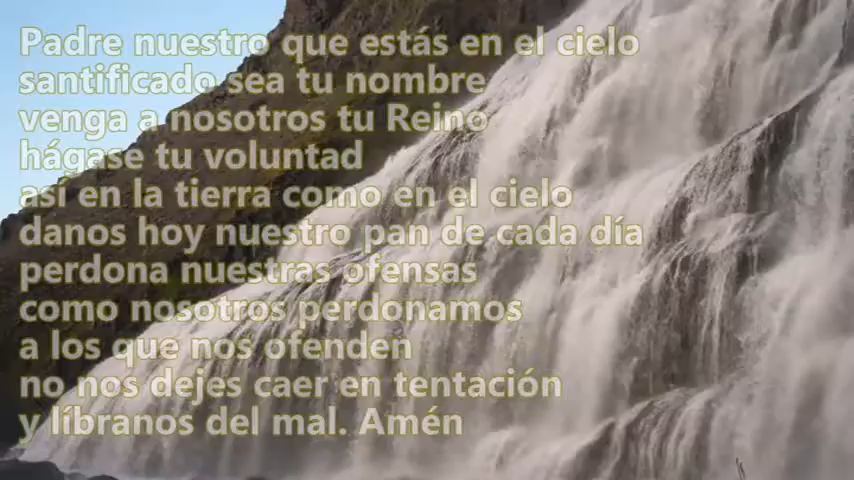 Padre nuestro que estás en el cielo
santificado sea tu nombre
venga a nosotros tu Reino
hágase tu voluntad
así en la tierra como en el cielo
danos hoy nuestro pan de cada día
perdona nuestras ofensas
como nosotros perdonamos
a los que nos ofenden
no nos dejes caer en tentación
y líbranos del mal. Amén